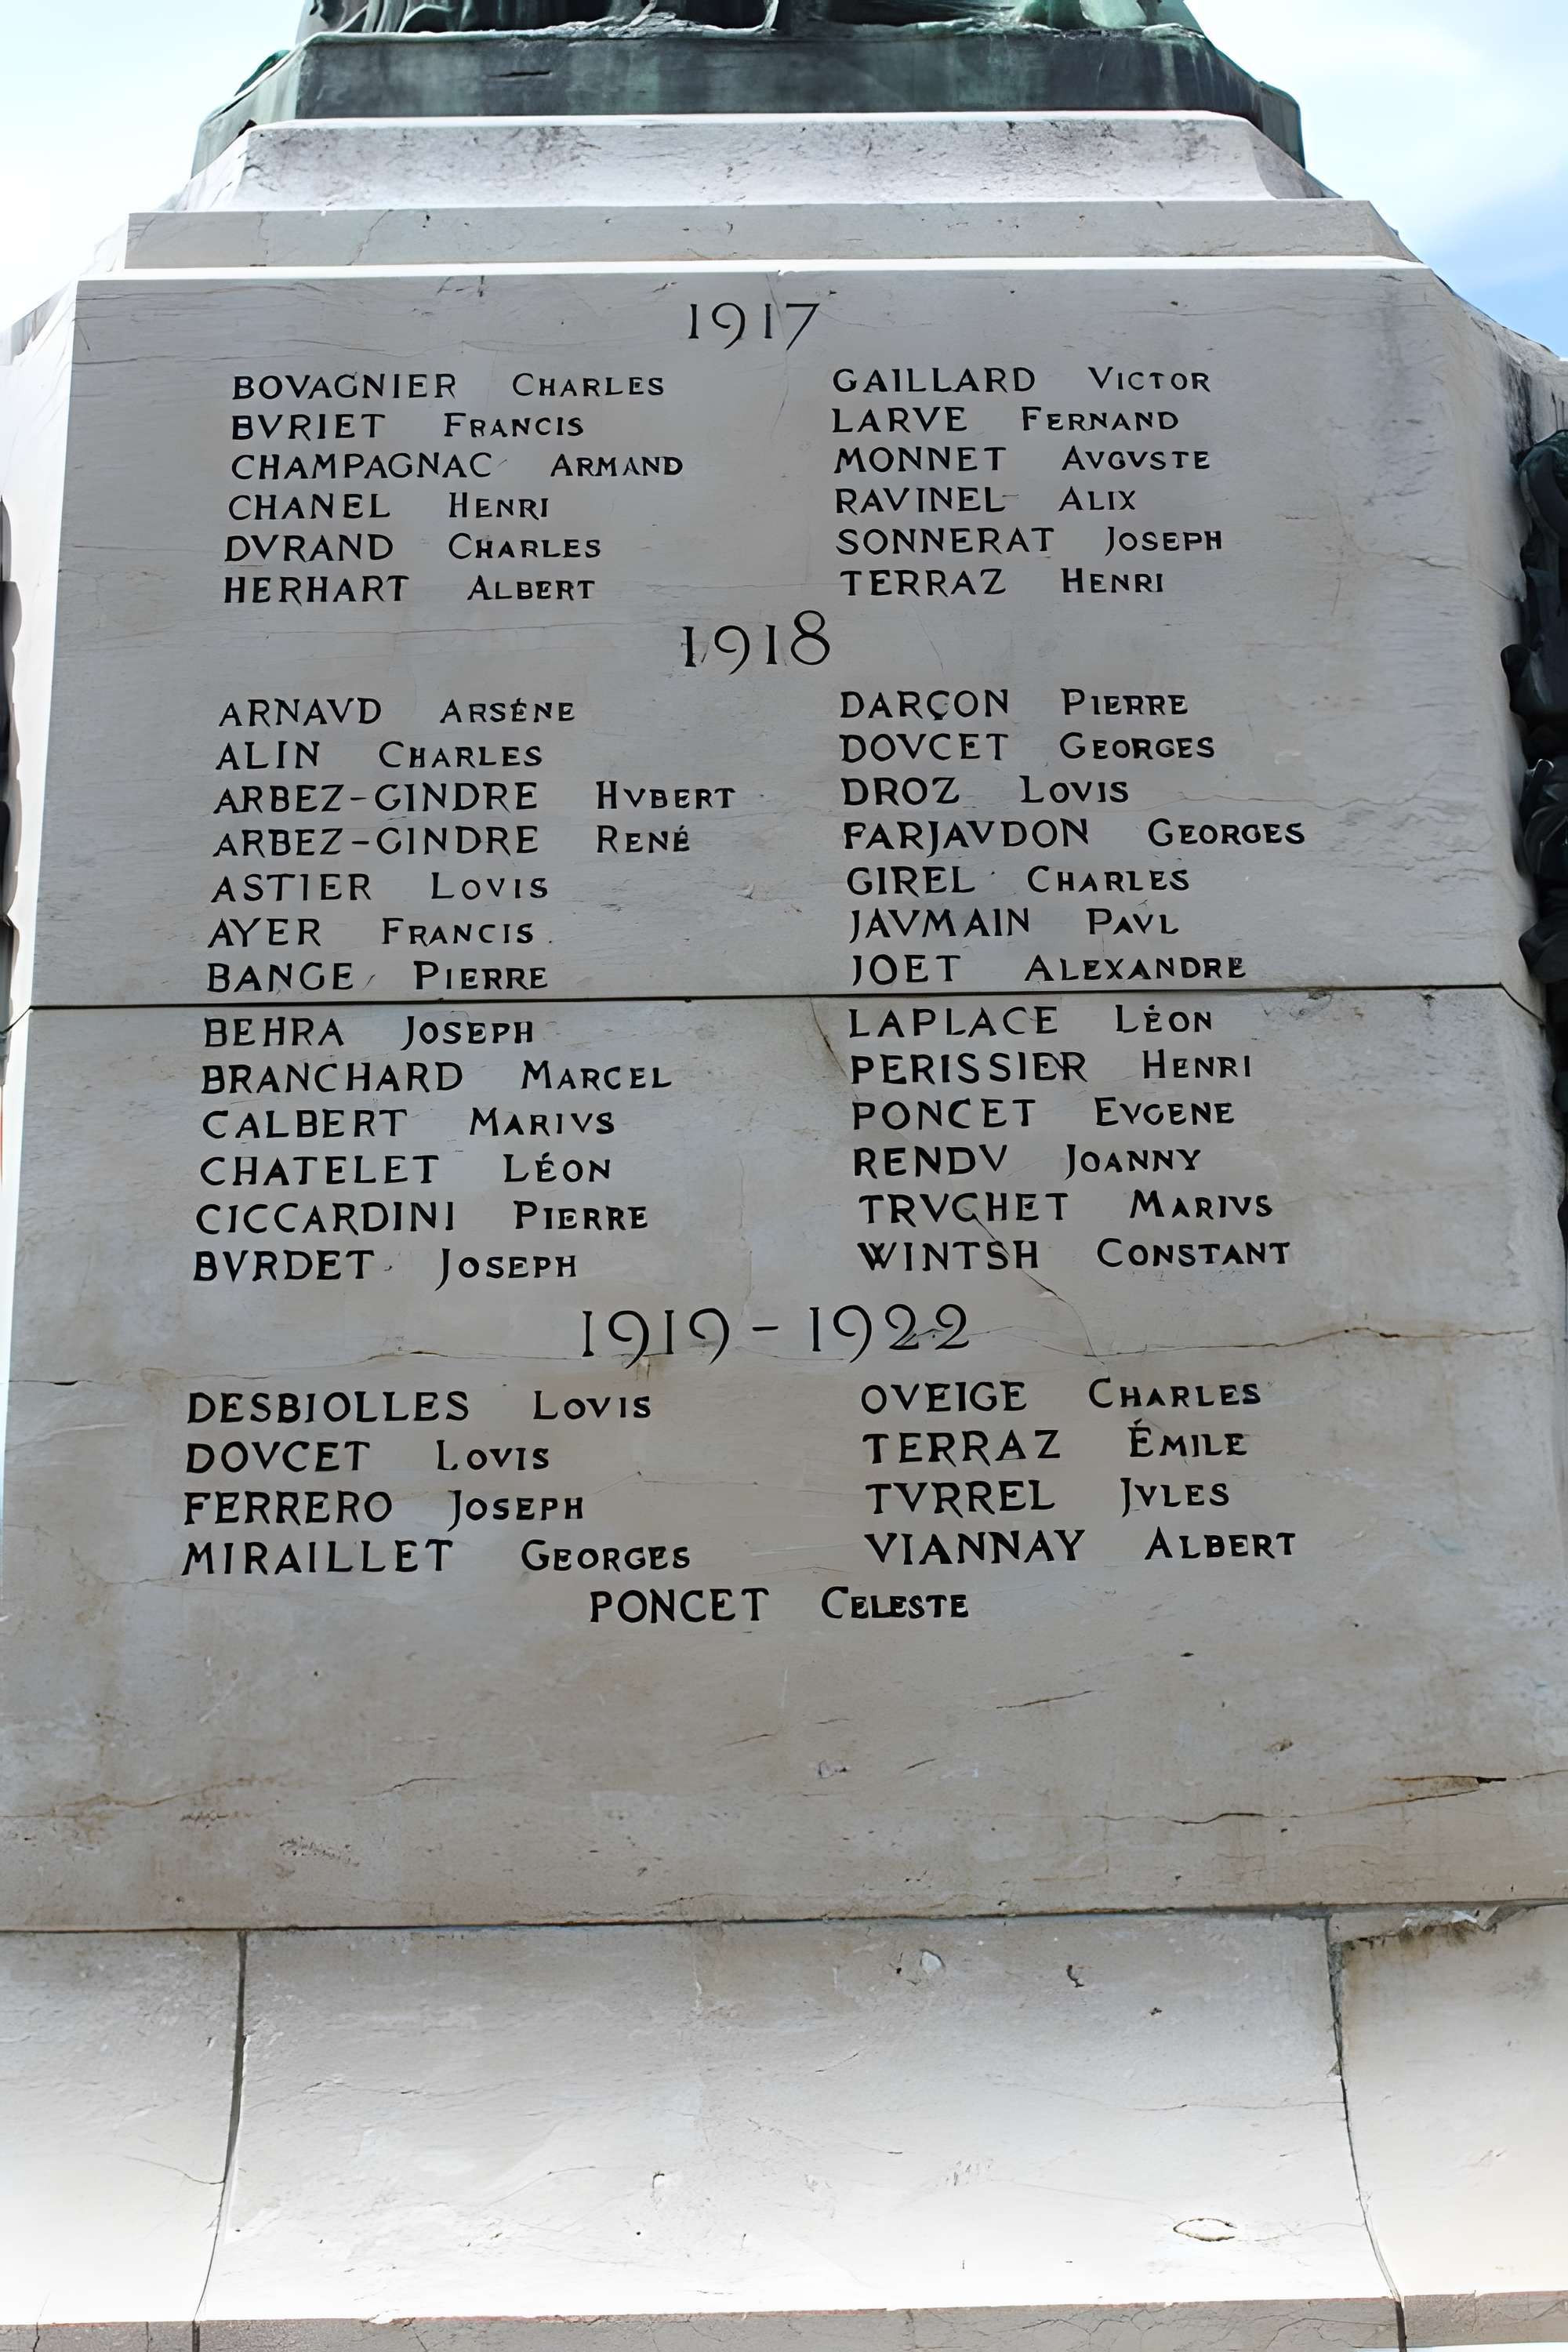 1917
BOVAGNIER CHARLES
BVRIET FRANCIS
CHAMPAGNAC ARMAND
CHANEL HENRI
DVRAND CHARLES
HERHART ALBERT
GAILLARD VICTOR
LARVE FERNAND
MONNET AVGVSTE
RAVINEL ALIX
SONNERAT JOSEPH
TERRAZ HENRI
1918
ARNAVD ARSÉNE
ALIN CHARLES
ARBEZ-GINDRE HVBERT
ARBEZ-GINDRE RENÉ
ASTIER LOVIS
AYER FRANCIS
BANGE PIERRE
BEHRA JOSEPH
BRANCHARD MARCEL
CALBERT MARIVS
CHATELET LÉON
CICCARDINI PIERRE
BVRDET JOSEPH
DARÇON PIERRE
DOVCET GEORGES
DROZ LOVIS
FARJAVDON GEORGES
GIREL CHARLES
JAVMAIN PAVL
JOET ALEXANDRE
LAPLACE LÉON
PERISSIER HENRI
PONCET EVGENE
RENDV JOANNY
TRVCHET MARIVS
WINTSH CONSTANT
1919-1922
DESBIOLLES LOVIS
DOVCET LOVIS
FERRERO JOSEPH
MIRAILLET GEORGES
OVEIGE CHARLES
TERRAZ ÉMILE
TVRREL JVLES
VIANNAY ALBERT
PONCET CELESTE